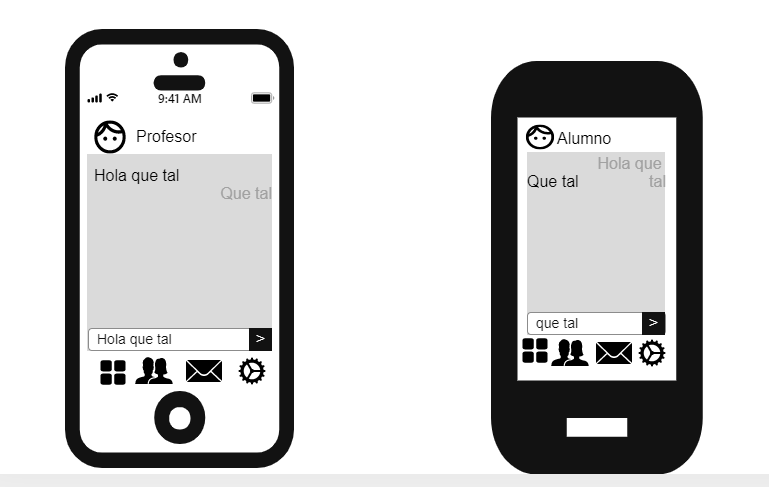 9:41 AM
Profesor
Hola que tal
Que tal
Hola que tal
>
Alumno
Hola que
tal
Que tal
que tal
>